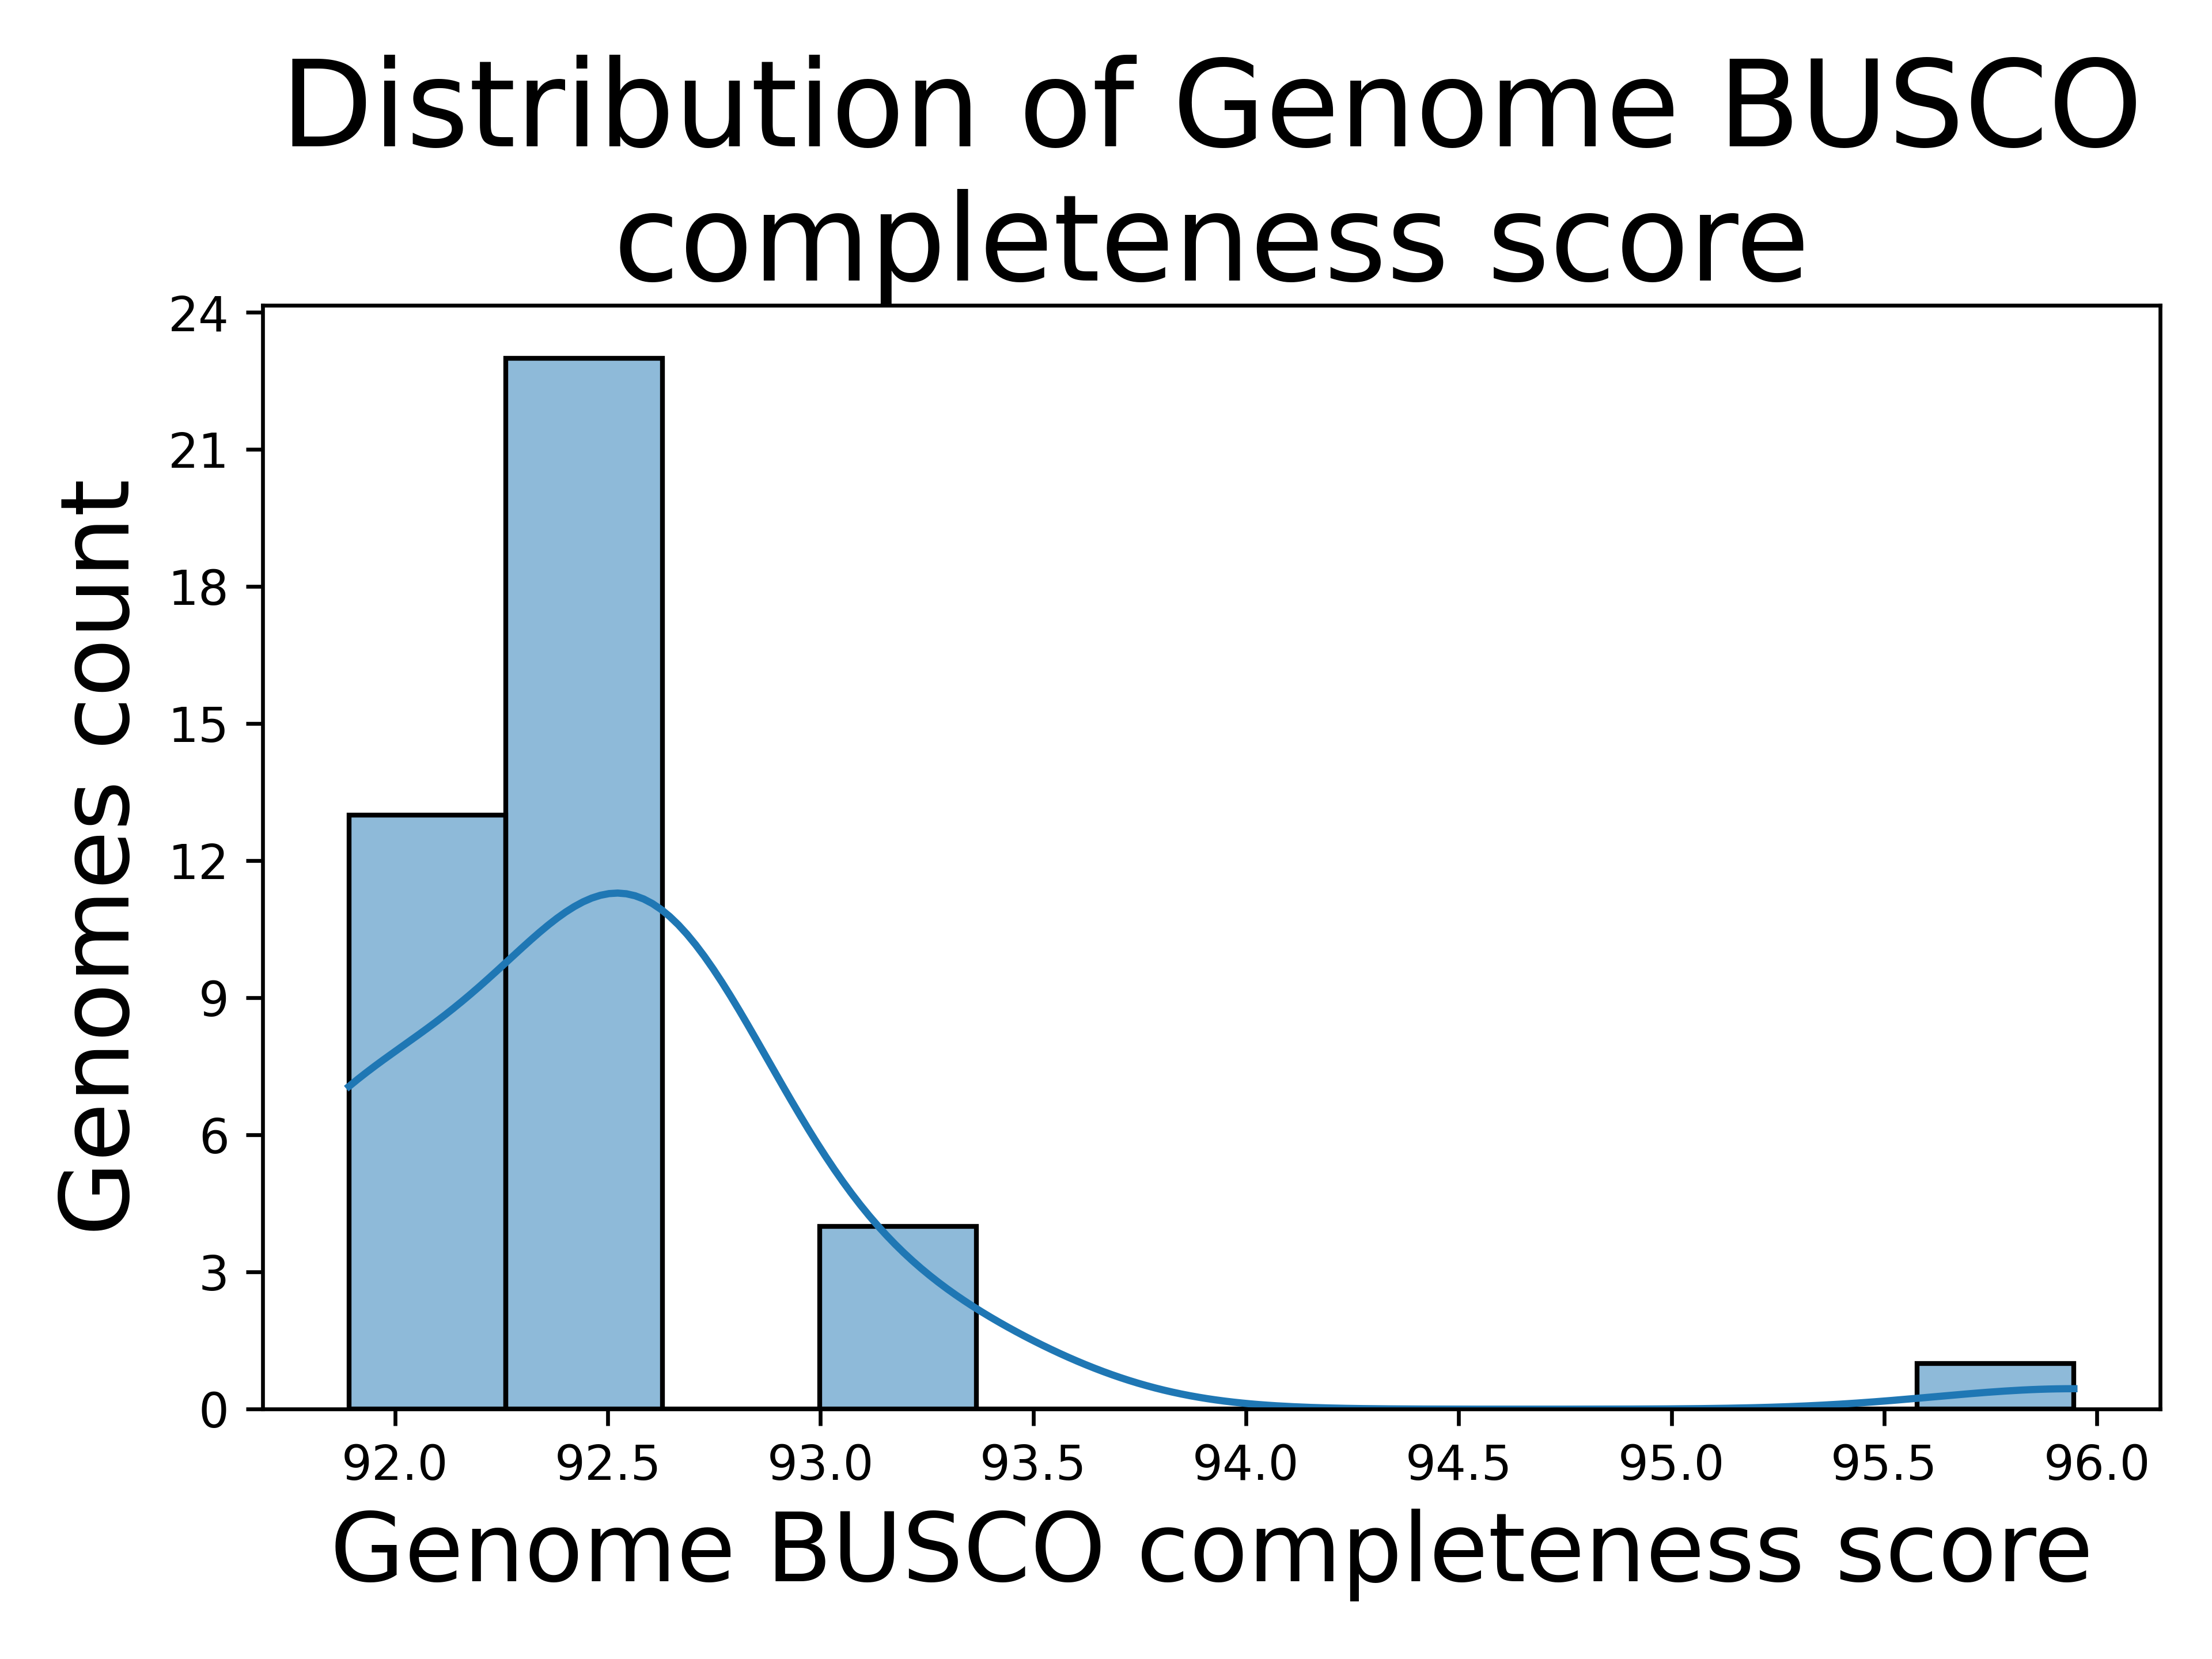 Distribution of Genome BUSCO
completeness score
24
21
18
15
12
9
6
3
0
Genomes count
92.0 92.5 93.0 93.5 94.0 94.5 95.0 95.5 96.0
Genome BUSCO completeness score